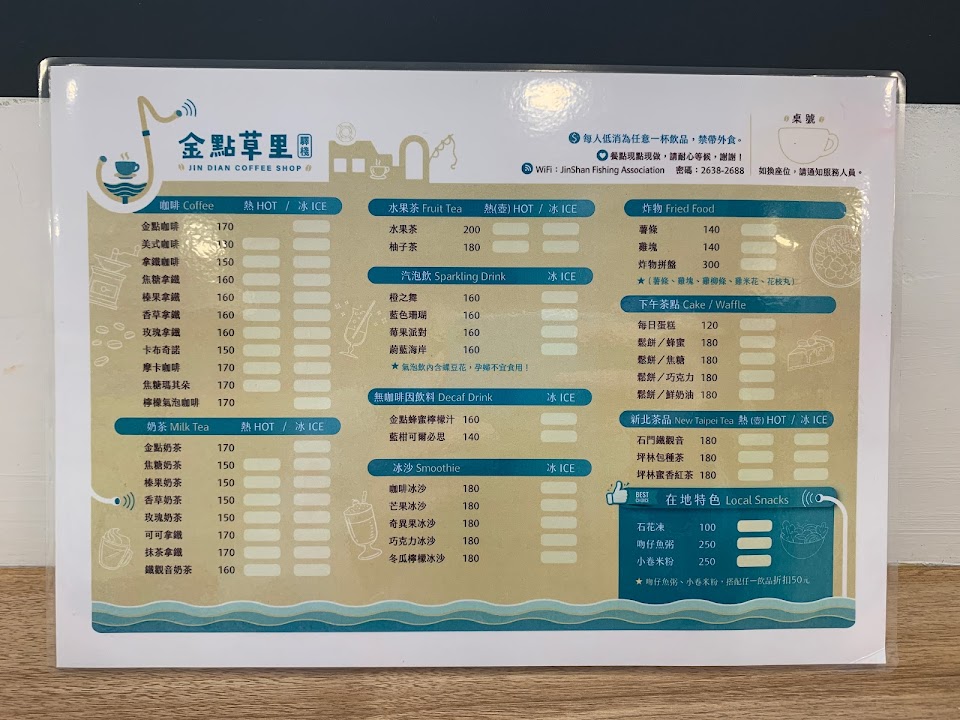 金點草里 驛棧
JIN DIAN COFFEE SHOP
每人低消為任意一杯飲品，禁帶外食。
餐點現點現做，請耐心等候，謝謝！
WiFi：JinShan Fishing Association 密碼：2638-2688
桌號
如換座位，請通知服務人員。
咖啡 Coffee 熱 HOT / 冰 ICE
金點咖啡 170
美式咖啡 130
拿鐵咖啡 150
焦糖拿鐵 160
榛果拿鐵 160
香草拿鐵 160
玫瑰拿鐵 160
卡布奇諾 150
摩卡咖啡 170
焦糖瑪其朵 170
檸檬氣泡咖啡 170
奶茶 Milk Tea 熱 HOT / 冰 ICE
金點奶茶 170
焦糖奶茶 150
榛果奶茶 150
香草奶茶 150
玫瑰奶茶 150
可可拿鐵 170
抹茶拿鐵 170
鐵觀音奶茶 160
水果茶 Fruit Tea 熱(壺) HOT / 冰 ICE
水果茶 200
柚子茶 180
汽泡飲 Sparkling Drink 冰 ICE
橙之舞 160
藍色珊瑚 160
莓果派對 160
蔚藍海岸 160
★ 氣泡飲內含蝶豆花，孕婦不宜食用！
無咖啡因飲料 Decaf Drink 冰 ICE
金點蜂蜜檸檬汁 160
藍柑可爾必思 140
冰沙 Smoothie 冰 ICE
咖啡冰沙 180
芒果冰沙 180
奇異果冰沙 180
巧克力冰沙 180
冬瓜檸檬冰沙 180
炸物 Fried Food
薯條 140
雞塊 140
炸物拼盤 300
★（薯條、雞塊、雞柳條、雞米花、花枝丸）
下午茶點 Cake / Waffle
每日蛋糕 120
鬆餅／蜂蜜 180
鬆餅／焦糖 180
鬆餅／巧克力 180
鬆餅／鮮奶油 180
新北茶品 New Taipei Tea 熱 (壺) HOT / 冰 ICE
石門鐵觀音 180
坪林包種茶 180
坪林蜜香紅茶 180
BEST CHOICE 在地特色 Local Snacks
石花凍 100
吻仔魚粥 250
小卷米粉 250
★ 吻仔魚粥、小卷米粉，搭配任一飲品折扣50元